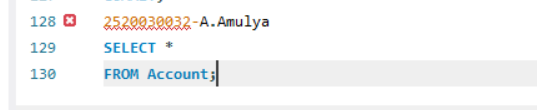 128 2520030032-A.Amulya
129 SELECT *
130 FROM Account;